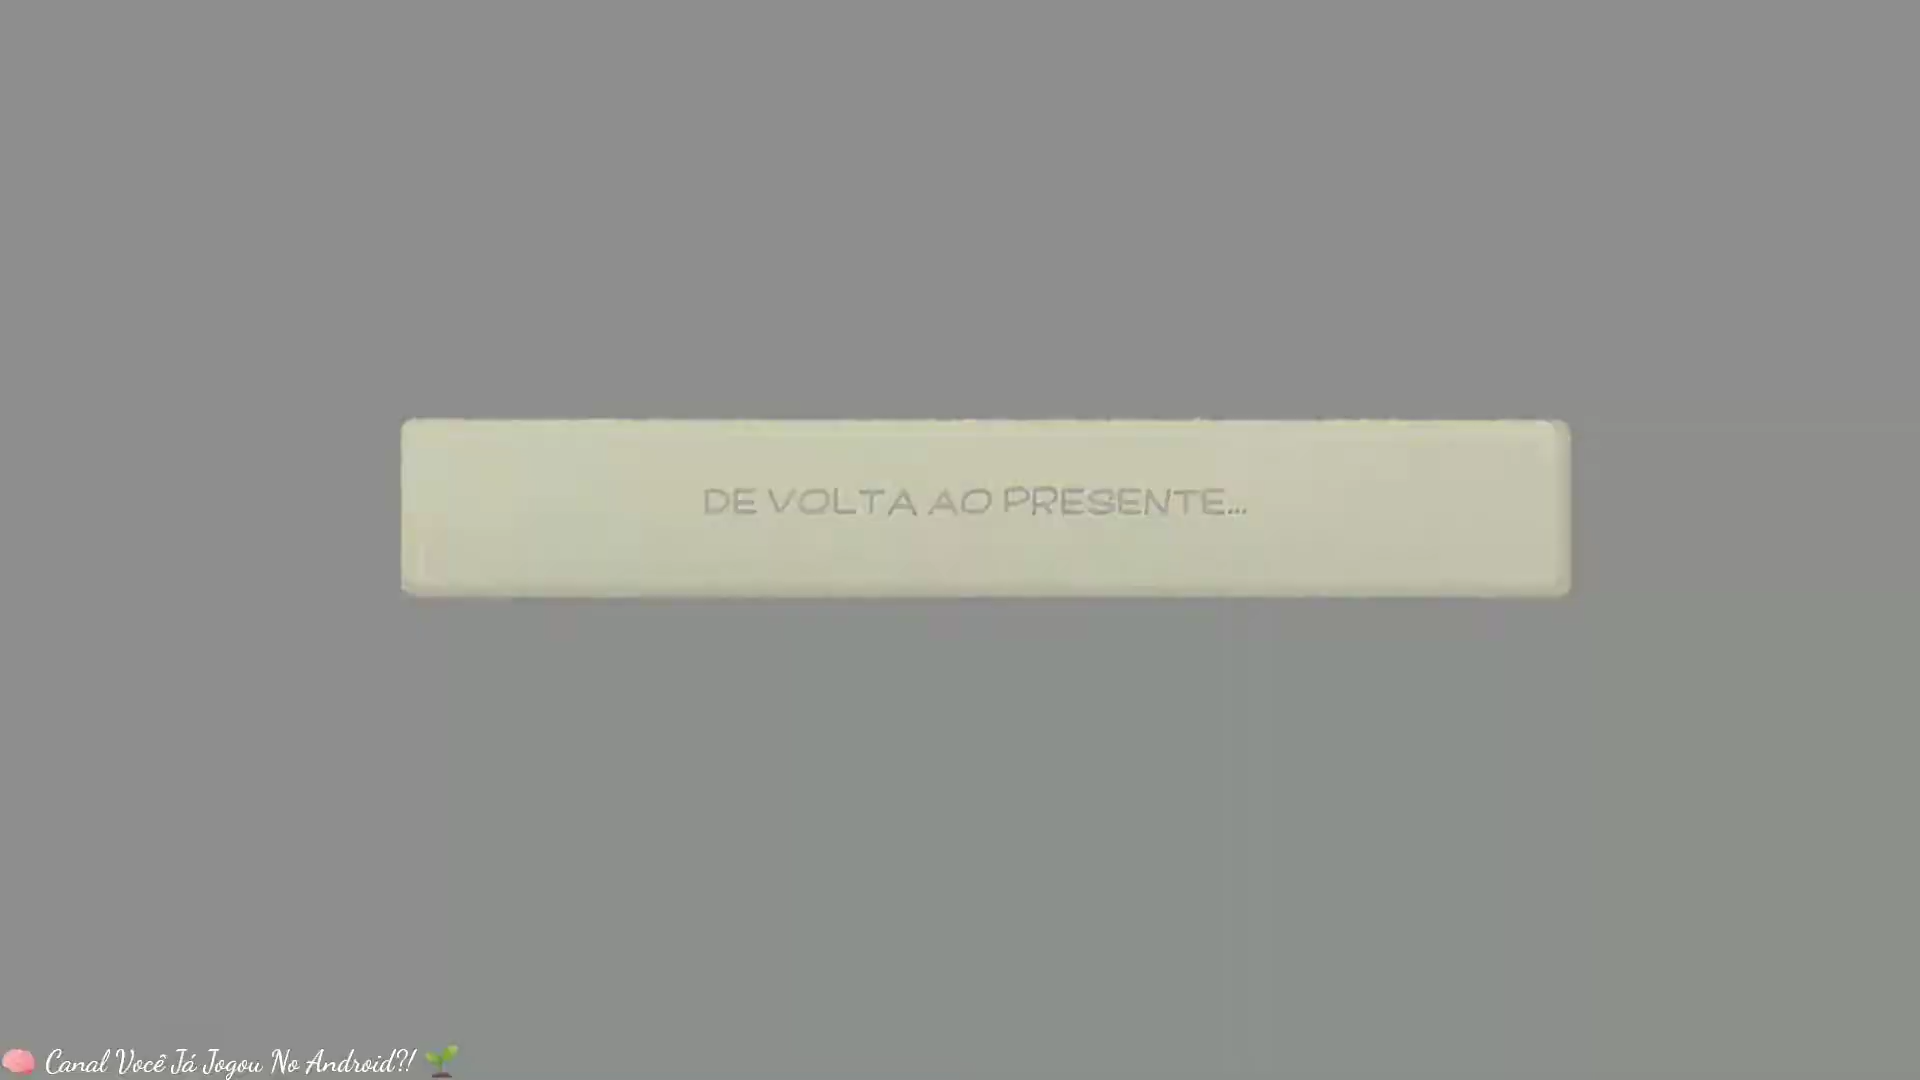 DE VOLTA AO PRESENTE...
🧠 Canal Você Já Jogou No Android?! 🌱